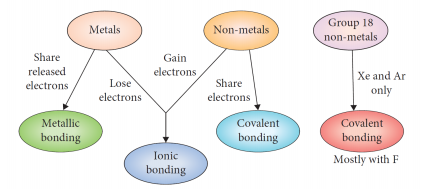 Metals
Non-metals
Group 18
non-metals
Share
released
electrons
Lose
electrons
Gain
electrons
Share
electrons
Xe and Ar
only
Metallic
bonding
Ionic
bonding
Covalent
bonding
Covalent
bonding
Mostly with F